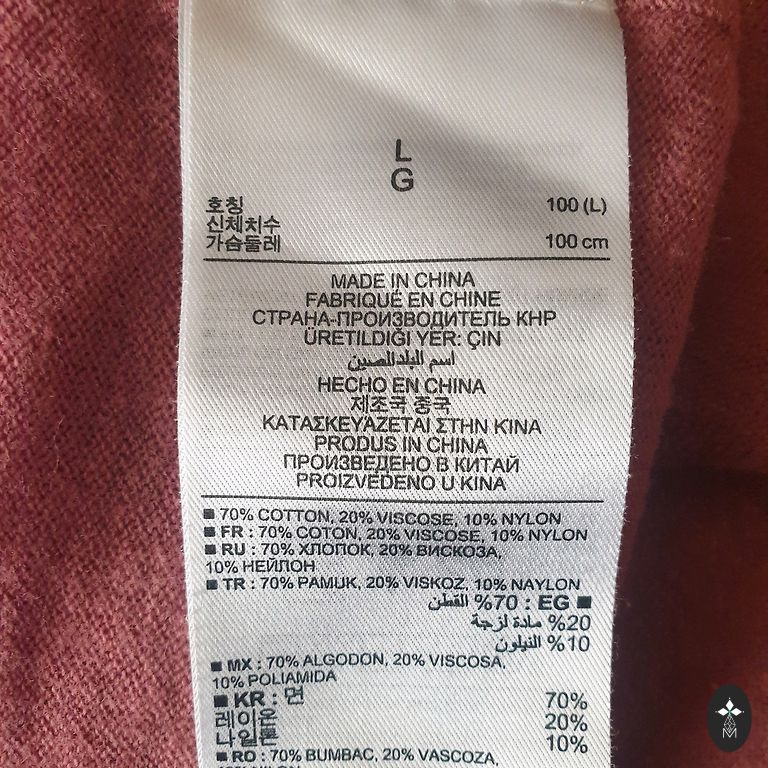 L
G
호칭 100 (L)
신체치수
가슴둘레 100 cm
MADE IN CHINA
FABRIQUÉ EN CHINE
СТРАНА-ПРОИЗВОДИТЕЛЬ КНР
ÜRETILDIĞI YER: ÇIN
اسم البلد الصين
HECHO EN CHINA
제조국 중국
ΚΑΤΑΣΚΕΥΆΖΕΤΑΙ ΣΤΗΝ ΚΊΝΑ
PRODUS IN CHINA
ПРОИЗВЕДЕНО В КИТАЙ
PROIZVEDENO U KINA
■ 70% COTTON, 20% VISCOSE, 10% NYLON
■ FR : 70% COTON, 20% VISCOSE, 10% NYLON
■ RU : 70% ХЛОПОК, 20% ВИСКОЗА,
10% НЕЙЛОН
■ TR : 70% PAMUK, 20% VISKOZ, 10% NAYLON
■ EG : 70% القطن
20% مادة لزجة
10% النيلون
■ MX : 70% ALGODON, 20% VISCOSA,
10% POLIAMIDA
■ KR : 면 70%
레이온 20%
나일론 10%
■ RO : 70% BUMBAC, 20% VASCOZA,
M